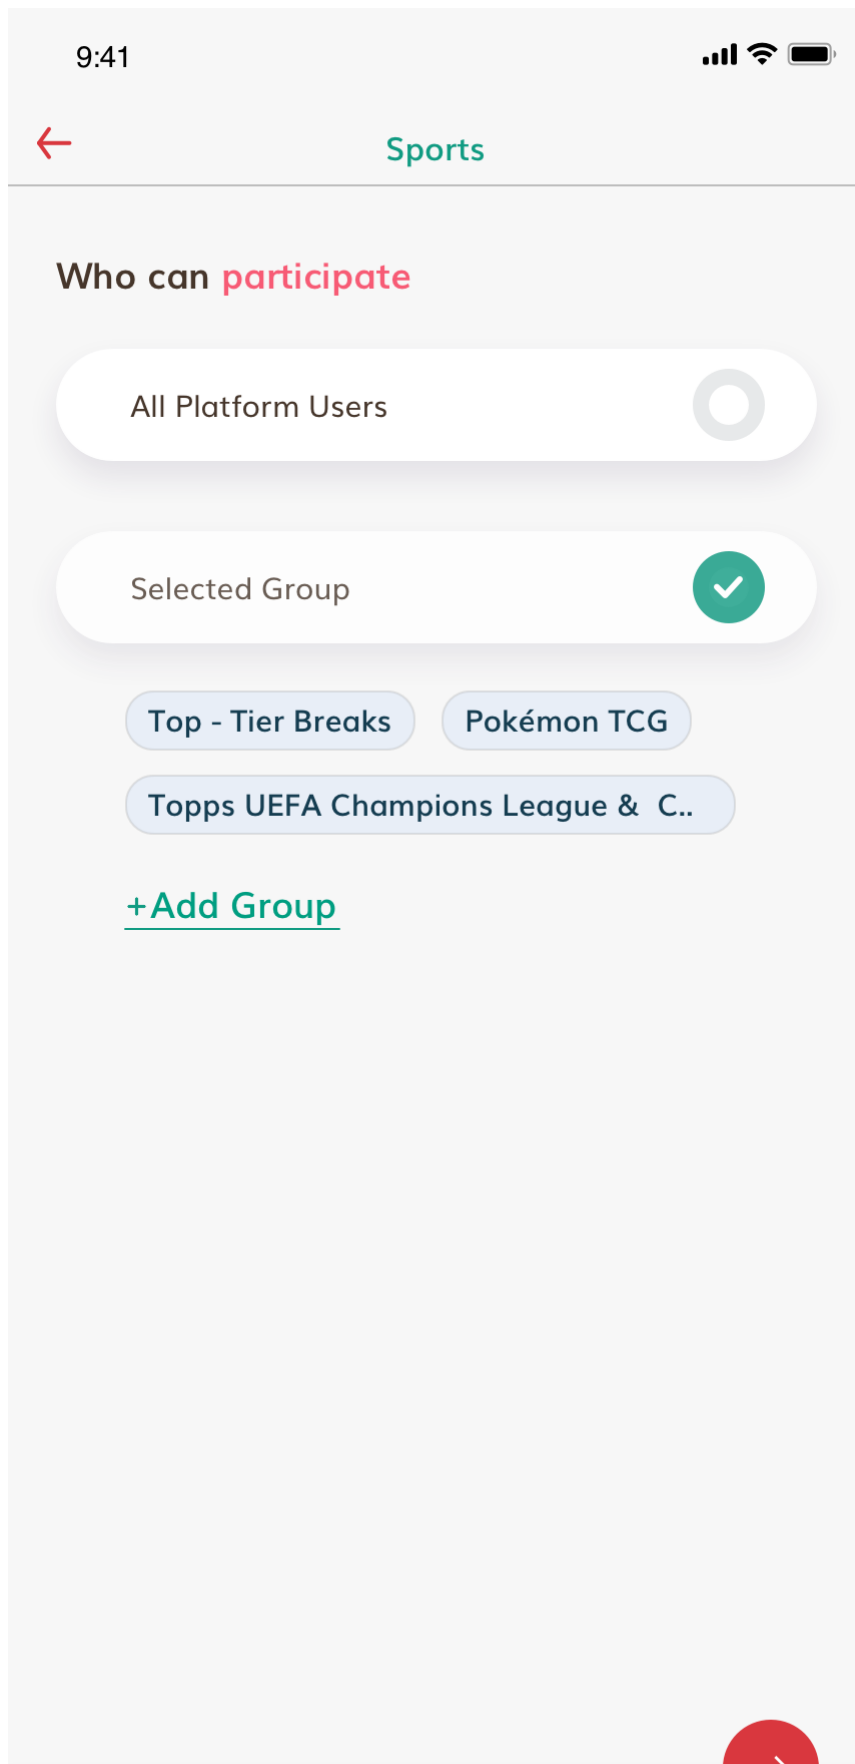 9:41
Sports
Who can participate
All Platform Users
Selected Group
Top - Tier Breaks
Pokémon TCG
Topps UEFA Champions League &  C..
+Add Group